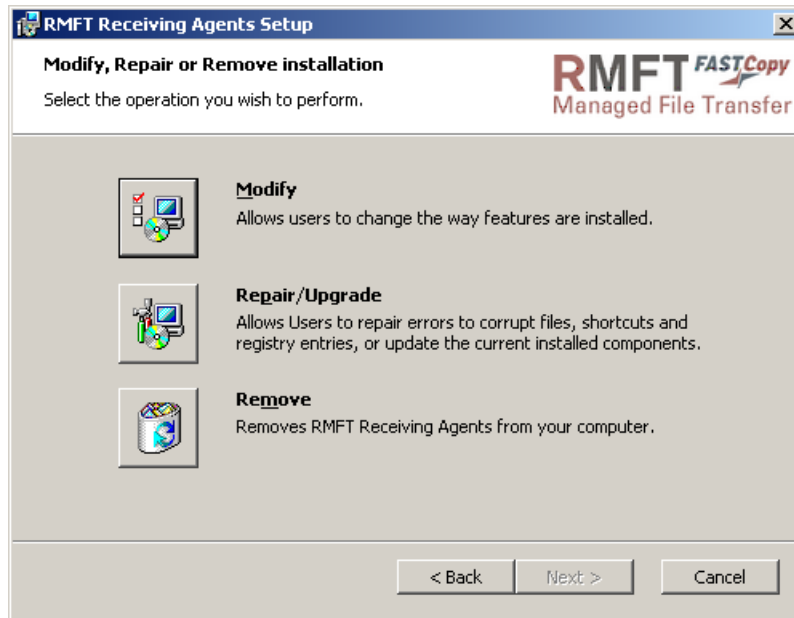 RMFT Receiving Agents Setup
Modify, Repair or Remove installation
Select the operation you wish to perform.
RMFT FASTCopy
Managed File Transfer
Modify
Allows users to change the way features are installed.
Repair/Upgrade
Allows Users to repair errors to corrupt files, shortcuts and
registry entries, or update the current installed components.
Remove
Removes RMFT Receiving Agents from your computer.
< Back Next > Cancel